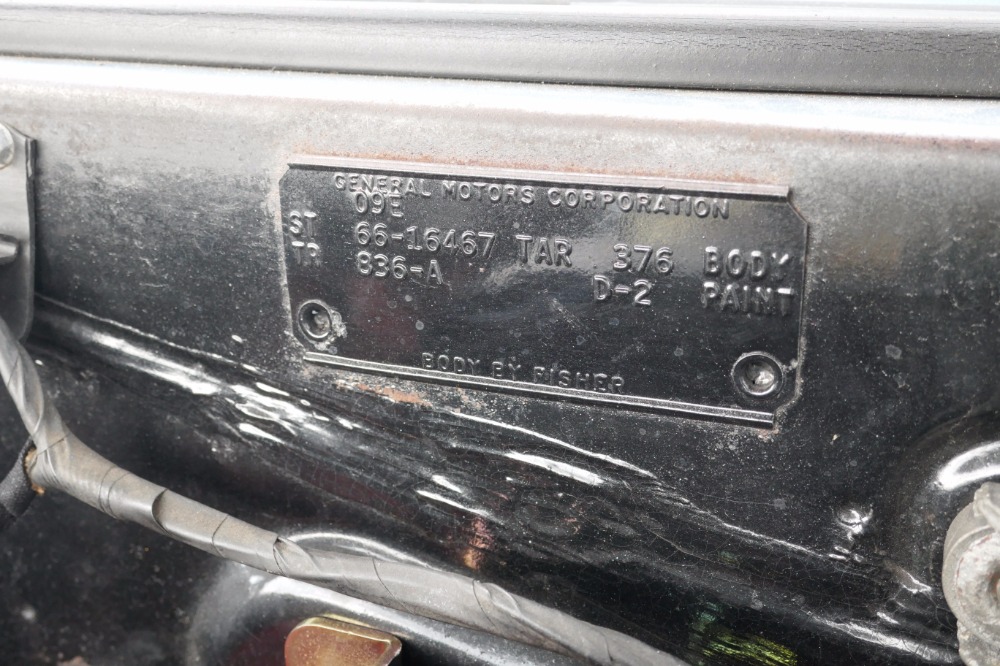 GENERAL MOTORS CORPORATION
09E
ST 66-16467 TAR 376 BODY
TR 836-A D-2 PAINT
BODY BY FISHER